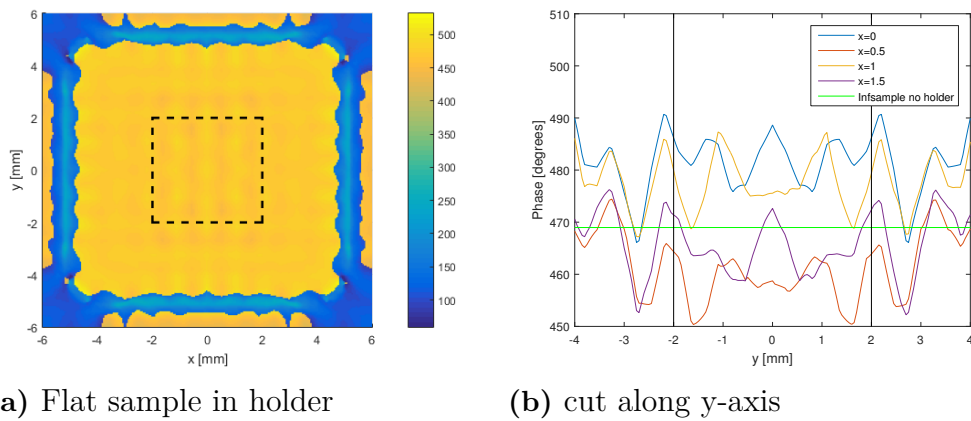 6
4
2
0
-2
-4
-6
y [mm]
-6 -4 -2 0 2 4 6
x [mm]
500
450
400
350
300
250
200
150
100
510
500
490
480
470
460
450
Phase [degrees]
-4 -3 -2 -1 0 1 2 3 4
y [mm]
x=0
x=0.5
x=1
x=1.5
Infsample no holder
a) Flat sample in holder
(b) cut along y-axis